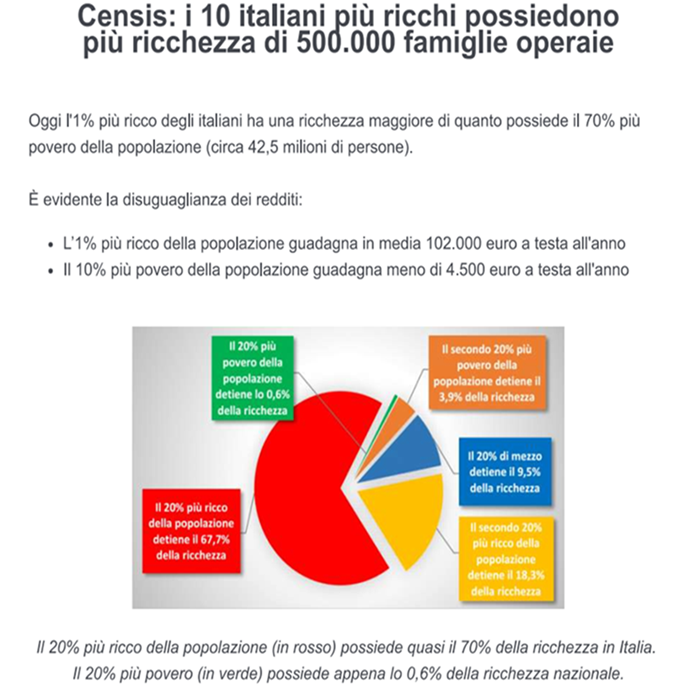 Censis: i 10 italiani più ricchi possiedono
più ricchezza di 500.000 famiglie operaie
Oggi l'1% più ricco degli italiani ha una ricchezza maggiore di quanto possiede il 70% più
povero della popolazione (circa 42,5 milioni di persone).
È evidente la disuguaglianza dei redditi:
• L'1% più ricco della popolazione guadagna in media 102.000 euro a testa all'anno
• Il 10% più povero della popolazione guadagna meno di 4.500 euro a testa all'anno
Il 20% più
povero della
popolazione
detiene lo 0,6%
della ricchezza
Il secondo 20% più
povero della
popolazione detiene il
3,9% della ricchezza
Il 20% di mezzo
detiene il 9,5%
della ricchezza
Il 20% più ricco
della popolazione
detiene il 67,7%
della ricchezza
Il secondo 20%
più ricco della
popolazione
detiene il 18,3%
della ricchezza
Il 20% più ricco della popolazione (in rosso) possiede quasi il 70% della ricchezza in Italia.
Il 20% più povero (in verde) possiede appena lo 0,6% della ricchezza nazionale.